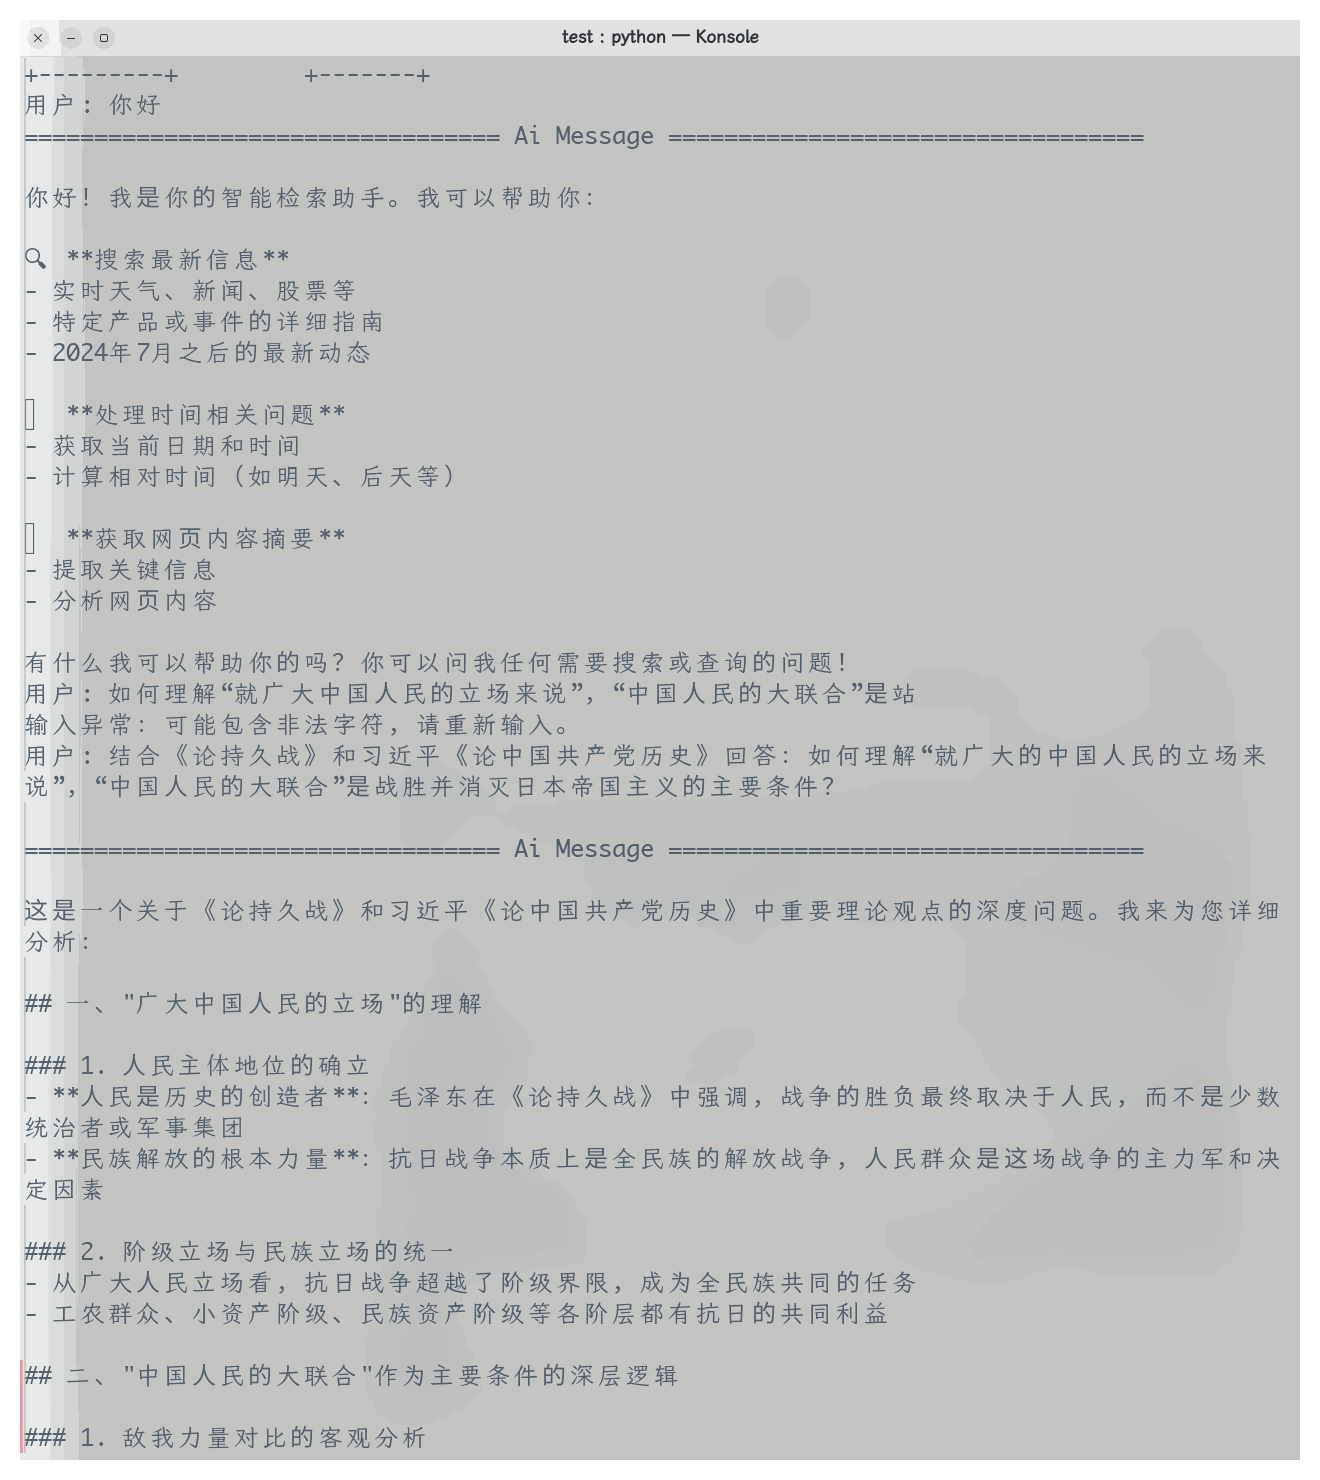 test : python — Konsole
+---------+         +-------+
用户: 你好
================================== Ai Message ==================================
你好！我是你的智能检索助手。我可以帮助你：
🔍 **搜索最新信息**
- 实时天气、新闻、股票等
- 特定产品或事件的详细指南
- 2024年7月之后的最新动态
**处理时间相关问题**
- 获取当前日期和时间
- 计算相对时间（如明天、后天等）
**获取网页内容摘要**
- 提取关键信息
- 分析网页内容
有什么我可以帮助你的吗？你可以问我任何需要搜索或查询的问题！
用户: 如何理解“就广大中国人民的立场来说”，“中国人民的大联合”是站
输入异常：可能包含非法字符，请重新输入。
用户: 结合《论持久战》和习近平《论中国共产党历史》回答：如何理解“就广大的中国人民的立场来
说”，“中国人民的大联合”是战胜并消灭日本帝国主义的主要条件？
================================== Ai Message ==================================
这是一个关于《论持久战》和习近平《论中国共产党历史》中重要理论观点的深度问题。我来为您详细
分析：
## 一、"广大中国人民的立场"的理解
### 1. 人民主体地位的确立
- **人民是历史的创造者**：毛泽东在《论持久战》中强调，战争的胜负最终取决于人民，而不是少数
统治者或军事集团
- **民族解放的根本力量**：抗日战争本质上是全民族的解放战争，人民群众是这场战争的主力军和决
定因素
### 2. 阶级立场与民族立场的统一
- 从广大人民立场看，抗日战争超越了阶级界限，成为全民族共同的任务
- 工农群众、小资产阶级、民族资产阶级等各阶层都有抗日的共同利益
## 二、"中国人民的大联合"作为主要条件的深层逻辑
### 1. 敌我力量对比的客观分析